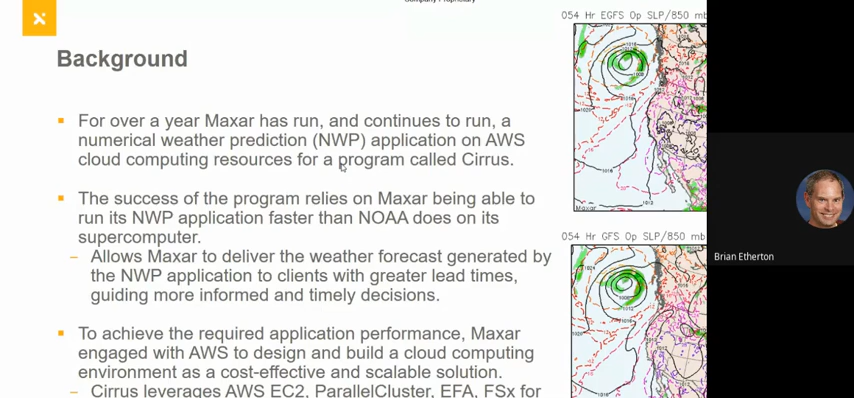 Company Proprietary
Background
For over a year Maxar has run, and continues to run, a
numerical weather prediction (NWP) application on AWS
cloud computing resources for a program called Cirrus.
The success of the program relies on Maxar being able to
run its NWP application faster than NOAA does on its
supercomputer.
– Allows Maxar to deliver the weather forecast generated by
the NWP application to clients with greater lead times,
guiding more informed and timely decisions.
To achieve the required application performance, Maxar
engaged with AWS to design and build a cloud computing
environment as a cost-effective and scalable solution.
– Cirrus leverages AWS EC2, ParallelCluster, EFA, FSx for
054 Hr EGFS Op SLP/850 mb
Maxar
054 Hr GFS Op SLP/850 mb
Brian Etherton